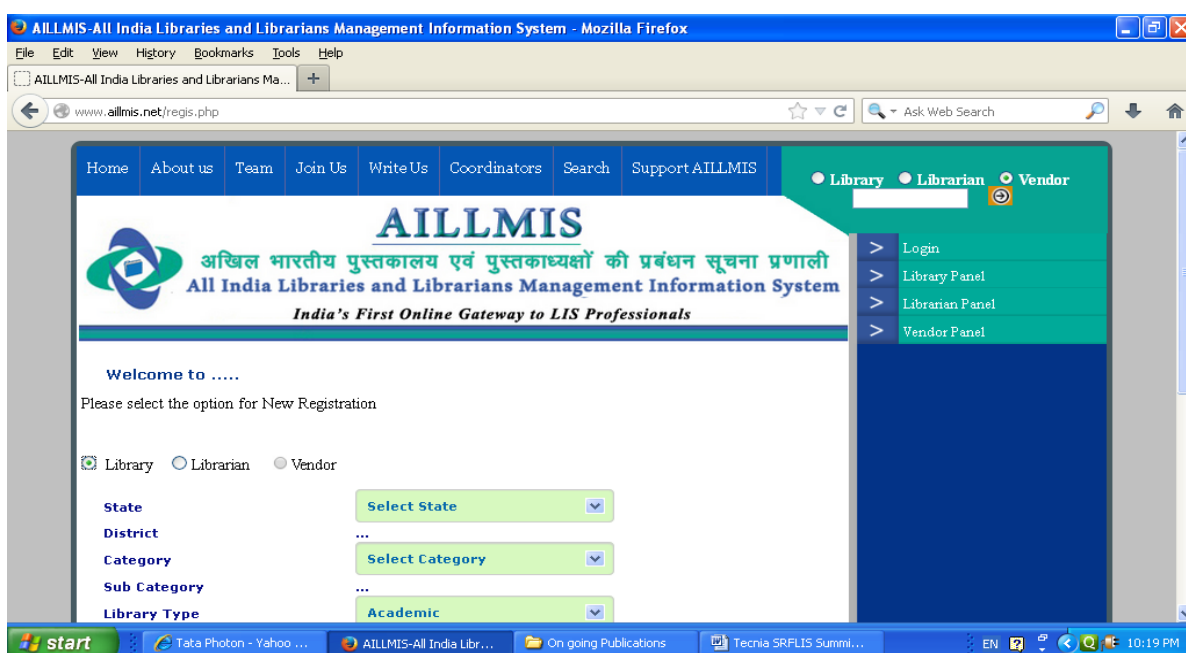 AILLMIS-All India Libraries and Librarians Management Information System - Mozilla Firefox
File Edit View History Bookmarks Tools Help
AILLMIS-All India Libraries and Librarians Ma... +
www.aillmis.net/regis.php Ask Web Search
Home About us Team Join Us Write Us Coordinators Search Support AILLMIS
Library Librarian Vendor
AILLMIS
अखिल भारतीय पुस्तकालय एवं पुस्तकाध्यक्षों की प्रबंधन सूचना प्रणाली
All India Libraries and Librarians Management Information System
India's First Online Gateway to LIS Professionals
> Login
> Library Panel
> Librarian Panel
> Vendor Panel
Welcome to .....
Please select the option for New Registration
Library Librarian Vendor
State Select State
District ...
Category Select Category
Sub Category ...
Library Type Academic
start Tata Photon - Yahoo ... AILLMIS-All India Libr... On going Publications Tecnia SRFLIS Summi... EN 10:19 PM